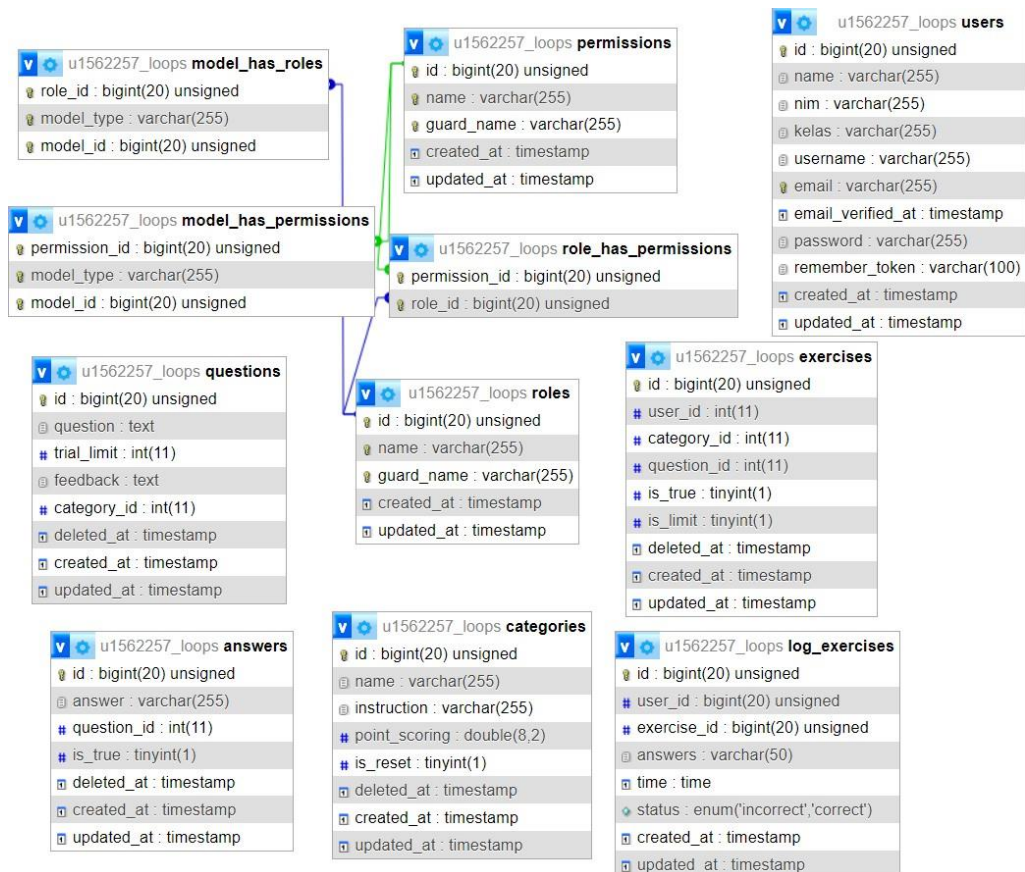 u1562257_loops model_has_roles
role_id : bigint(20) unsigned
model_type : varchar(255)
model_id : bigint(20) unsigned
u1562257_loops permissions
id : bigint(20) unsigned
name : varchar(255)
guard_name : varchar(255)
created_at : timestamp
updated_at : timestamp
u1562257_loops users
id : bigint(20) unsigned
name : varchar(255)
nim : varchar(255)
kelas : varchar(255)
username : varchar(255)
email : varchar(255)
email_verified_at : timestamp
password : varchar(255)
remember_token : varchar(100)
created_at : timestamp
updated_at : timestamp
u1562257_loops model_has_permissions
permission_id : bigint(20) unsigned
model_type : varchar(255)
model_id : bigint(20) unsigned
u1562257_loops role_has_permissions
permission_id : bigint(20) unsigned
role_id : bigint(20) unsigned
u1562257_loops questions
id : bigint(20) unsigned
question : text
trial_limit : int(11)
feedback : text
category_id : int(11)
deleted_at : timestamp
created_at : timestamp
updated_at : timestamp
u1562257_loops roles
id : bigint(20) unsigned
name : varchar(255)
guard_name : varchar(255)
created_at : timestamp
updated_at : timestamp
u1562257_loops exercises
id : bigint(20) unsigned
user_id : int(11)
category_id : int(11)
question_id : int(11)
is_true : tinyint(1)
is_limit : tinyint(1)
deleted_at : timestamp
created_at : timestamp
updated_at : timestamp
u1562257_loops answers
id : bigint(20) unsigned
answer : varchar(255)
question_id : int(11)
is_true : tinyint(1)
deleted_at : timestamp
created_at : timestamp
updated_at : timestamp
u1562257_loops categories
id : bigint(20) unsigned
name : varchar(255)
instruction : varchar(255)
point_scoring : double(8,2)
is_reset : tinyint(1)
deleted_at : timestamp
created_at : timestamp
updated_at : timestamp
u1562257_loops log_exercises
id : bigint(20) unsigned
user_id : bigint(20) unsigned
exercise_id : bigint(20) unsigned
answers : varchar(50)
time : time
status : enum('incorrect','correct')
created_at : timestamp
updated_at : timestamp